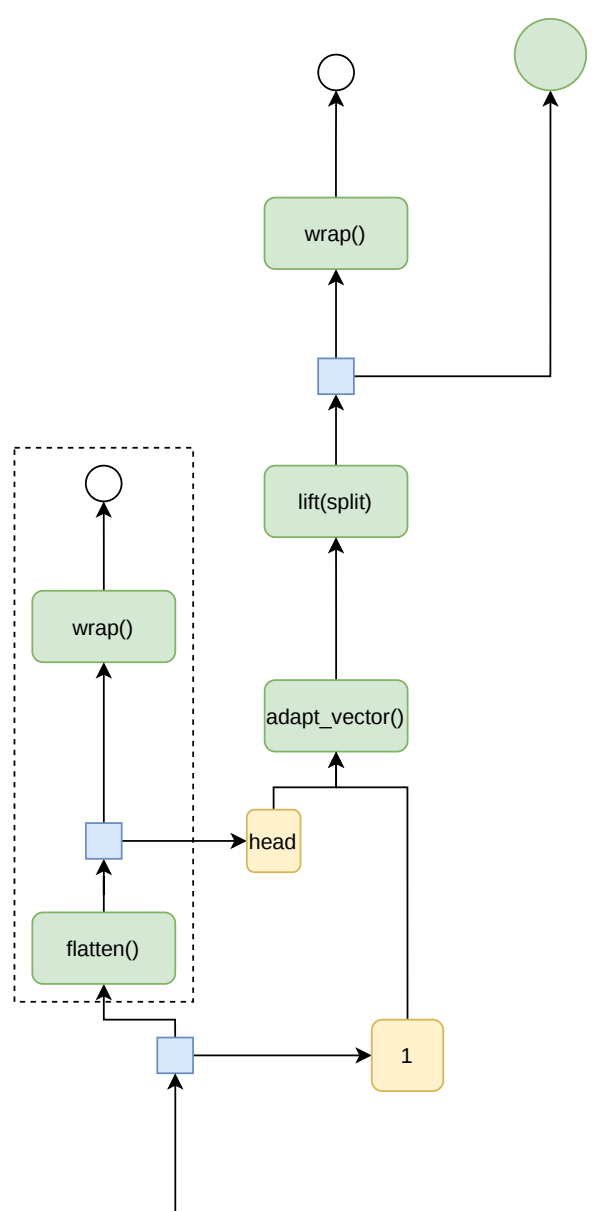 wrap()
lift(split)
wrap()
adapt_vector()
head
flatten()
1